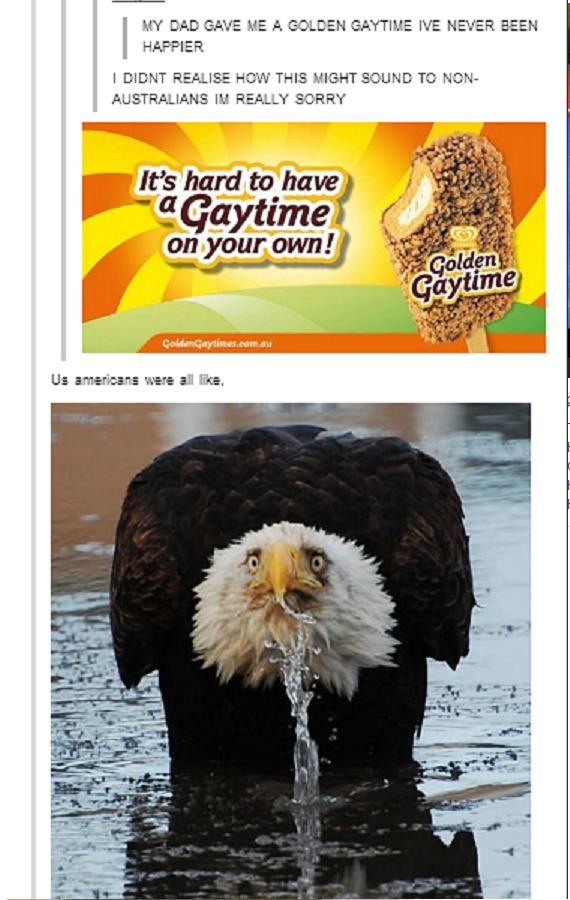 MY DAD GAVE ME A GOLDEN GAYTIME IVE NEVER BEEN
HAPPIER
I DIDNT REALISE HOW THIS MIGHT SOUND TO NON-
AUSTRALIANS IM REALLY SORRY
It's hard to have
a Gaytime
on your own!
Golden
Gaytime
GoldenGaytimes.com.au
Us americans were all like,